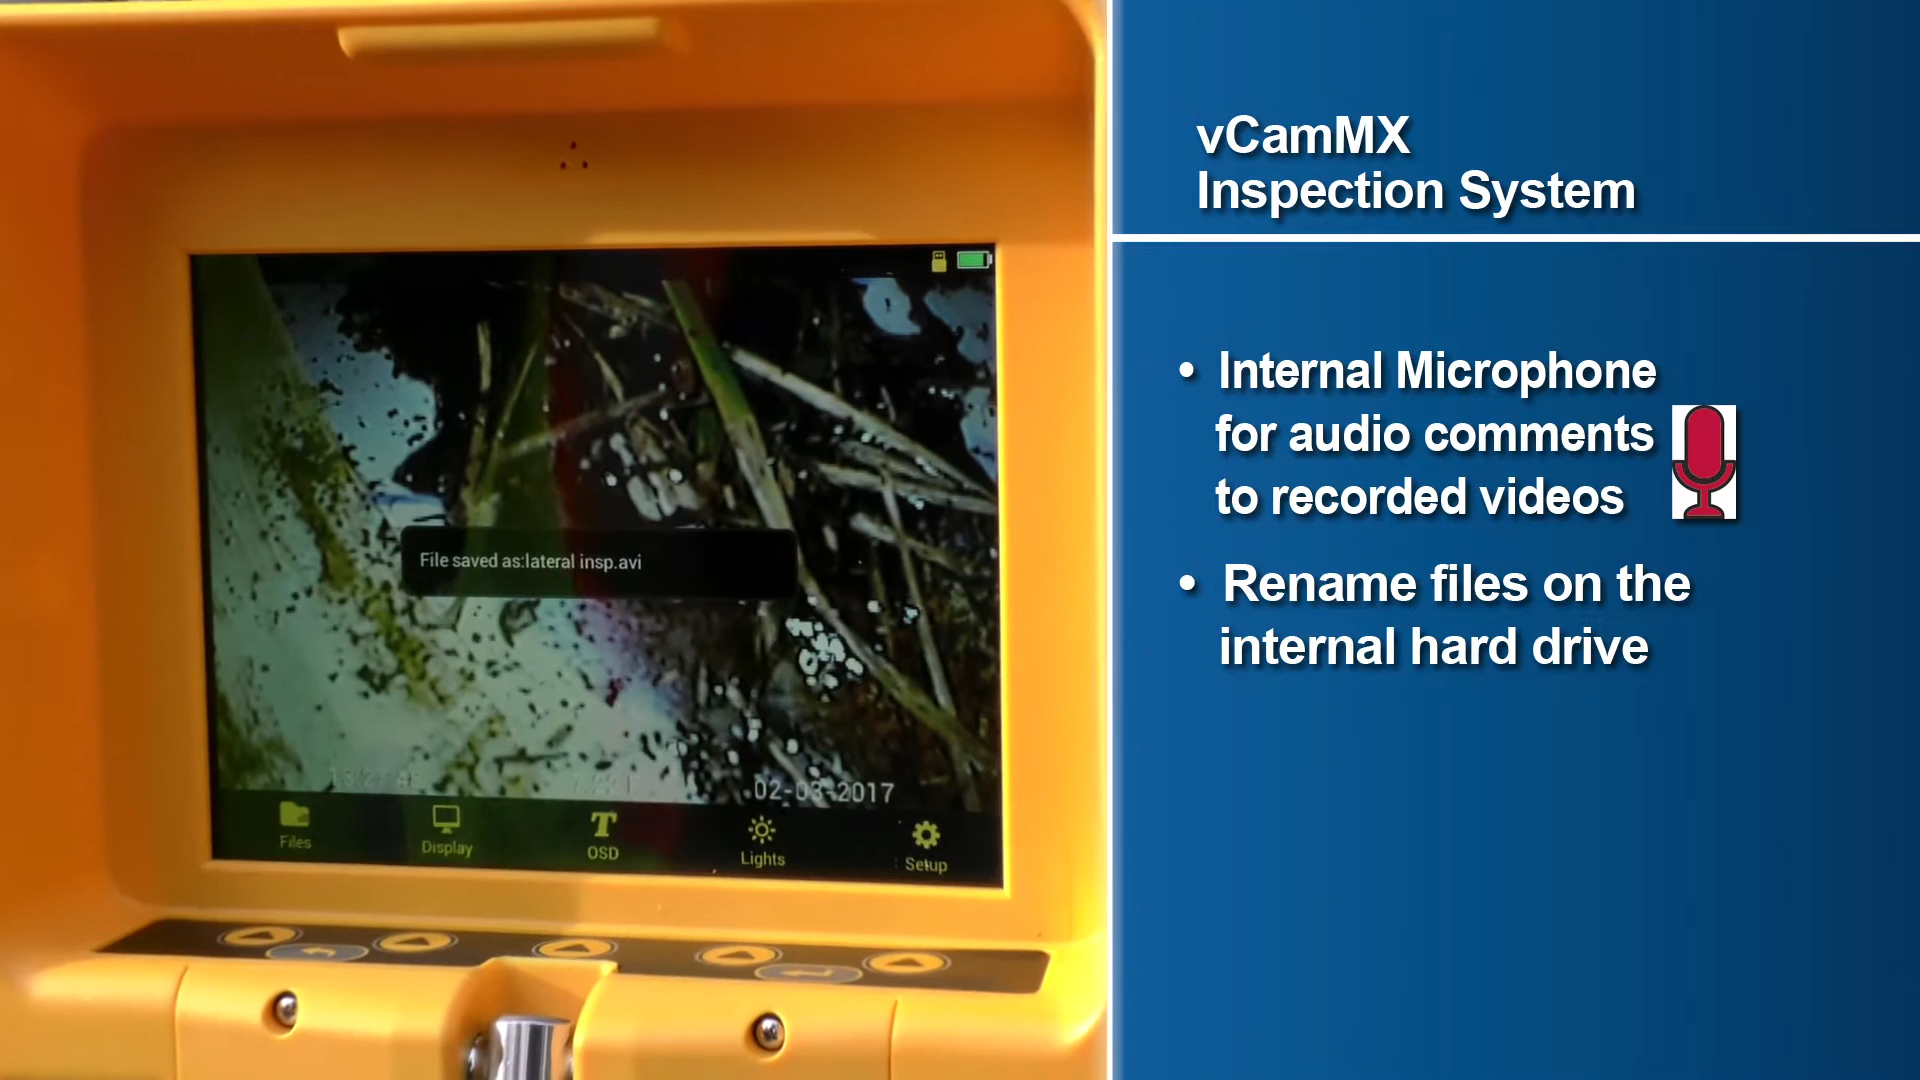 vCamMX
Inspection System
• Internal Microphone
for audio comments
to recorded videos
• Rename files on the
internal hard drive
File saved as:lateral insp.avi
02-03-2017
Files
Display
OSD
Lights
Setup